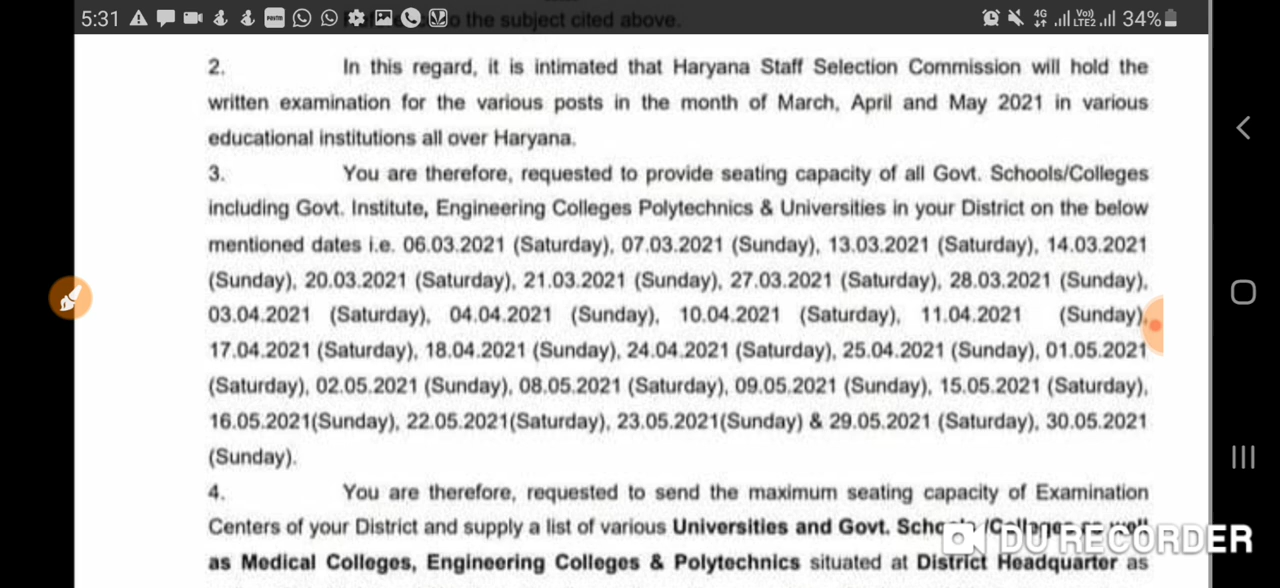 5:31 4G Vo)) LTE2 34%
to the subject cited above.
2. In this regard, it is intimated that Haryana Staff Selection Commission will hold the
written examination for the various posts in the month of March, April and May 2021 in various
educational institutions all over Haryana.
3. You are therefore, requested to provide seating capacity of all Govt. Schools/Colleges
including Govt. Institute, Engineering Colleges Polytechnics & Universities in your District on the below
mentioned dates i.e. 06.03.2021 (Saturday), 07.03.2021 (Sunday), 13.03.2021 (Saturday), 14.03.2021
(Sunday), 20.03.2021 (Saturday), 21.03.2021 (Sunday), 27.03.2021 (Saturday), 28.03.2021 (Sunday),
03.04.2021 (Saturday), 04.04.2021 (Sunday), 10.04.2021 (Saturday), 11.04.2021 (Sunday),
17.04.2021 (Saturday), 18.04.2021 (Sunday), 24.04.2021 (Saturday), 25.04.2021 (Sunday), 01.05.2021
(Saturday), 02.05.2021 (Sunday), 08.05.2021 (Saturday), 09.05.2021 (Sunday), 15.05.2021 (Saturday),
16.05.2021(Sunday), 22.05.2021(Saturday), 23.05.2021(Sunday) & 29.05.2021 (Saturday), 30.05.2021
(Sunday).
4. You are therefore, requested to send the maximum seating capacity of Examination
Centers of your District and supply a list of various Universities and Govt. Schools/Colleges as well
DU RECORDER
as Medical Colleges, Engineering Colleges & Polytechnics situated at District Headquarter as